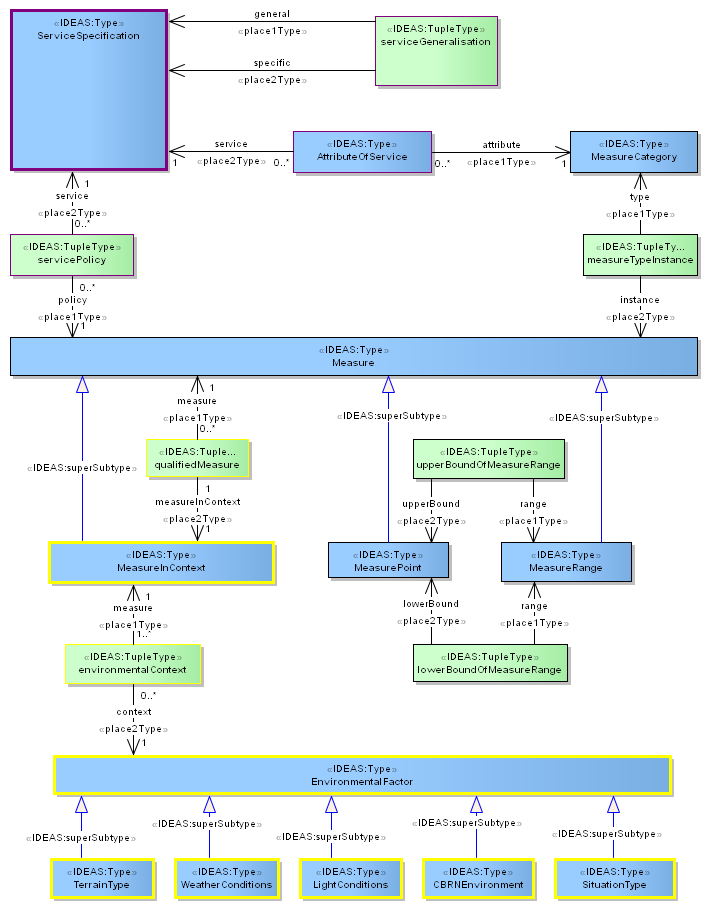 «IDEAS:Type»
ServiceSpecification
general
«place1Type»
«IDEAS:TupleType»
serviceGeneralisation
specific
«place2Type»
service
1
«place2Type»
0..*
«IDEAS:Type»
AttributeOfService
attribute
0..*
«place1Type»
1
«IDEAS:Type»
MeasureCategory
1
service
«place2Type»
0..*
type
«place1Type»
«IDEAS:TupleType»
servicePolicy
«IDEAS:TupleTy...
measureTypeInstance
0..*
policy
«place1Type»
1
instance
«place2Type»
«IDEAS:Type»
Measure
1
measure
«place1Type»
0..*
«IDEAS:superSubtype»
«IDEAS:superSubtype»
«IDEAS:superSubtype»
«IDEAS:Tuple...
qualifiedMeasure
«IDEAS:TupleType»
upperBoundOfMeasureRange
1
measureInContext
«place2Type»
1
upperBound
«place2Type»
range
«place1Type»
«IDEAS:Type»
MeasureInContext
«IDEAS:Type»
MeasurePoint
«IDEAS:Type»
MeasureRange
1
measure
«place1Type»
1..*
lowerBound
«place2Type»
range
«place1Type»
«IDEAS:TupleType»
environmentalContext
«IDEAS:TupleType»
lowerBoundOfMeasureRange
0..*
context
«place2Type»
1
«IDEAS:Type»
EnvironmentalFactor
«IDEAS:superSubtype»
«IDEAS:superSubtype»
«IDEAS:superSubtype»
«IDEAS:superSubtype»
«IDEAS:superSubtype»
«IDEAS:Type»
TerrainType
«IDEAS:Type»
WeatherConditions
«IDEAS:Type»
LightConditions
«IDEAS:Type»
CBRNEnvironment
«IDEAS:Type»
SituationType